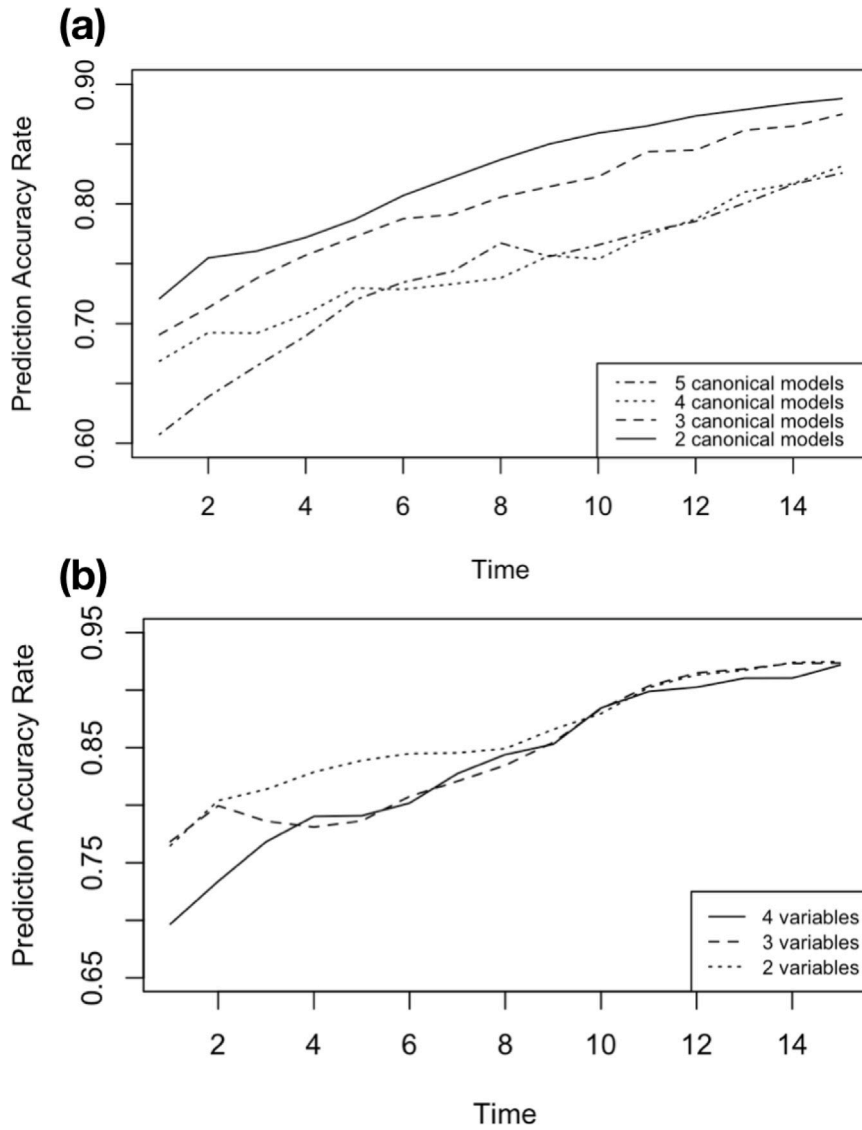 (a)
Prediction Accuracy Rate
0.90
0.80
0.70
0.60
5 canonical models
4 canonical models
3 canonical models
2 canonical models
2 4 6 8 10 12 14
Time
(b)
Prediction Accuracy Rate
0.95
0.85
0.75
0.65
4 variables
3 variables
2 variables
2 4 6 8 10 12 14
Time